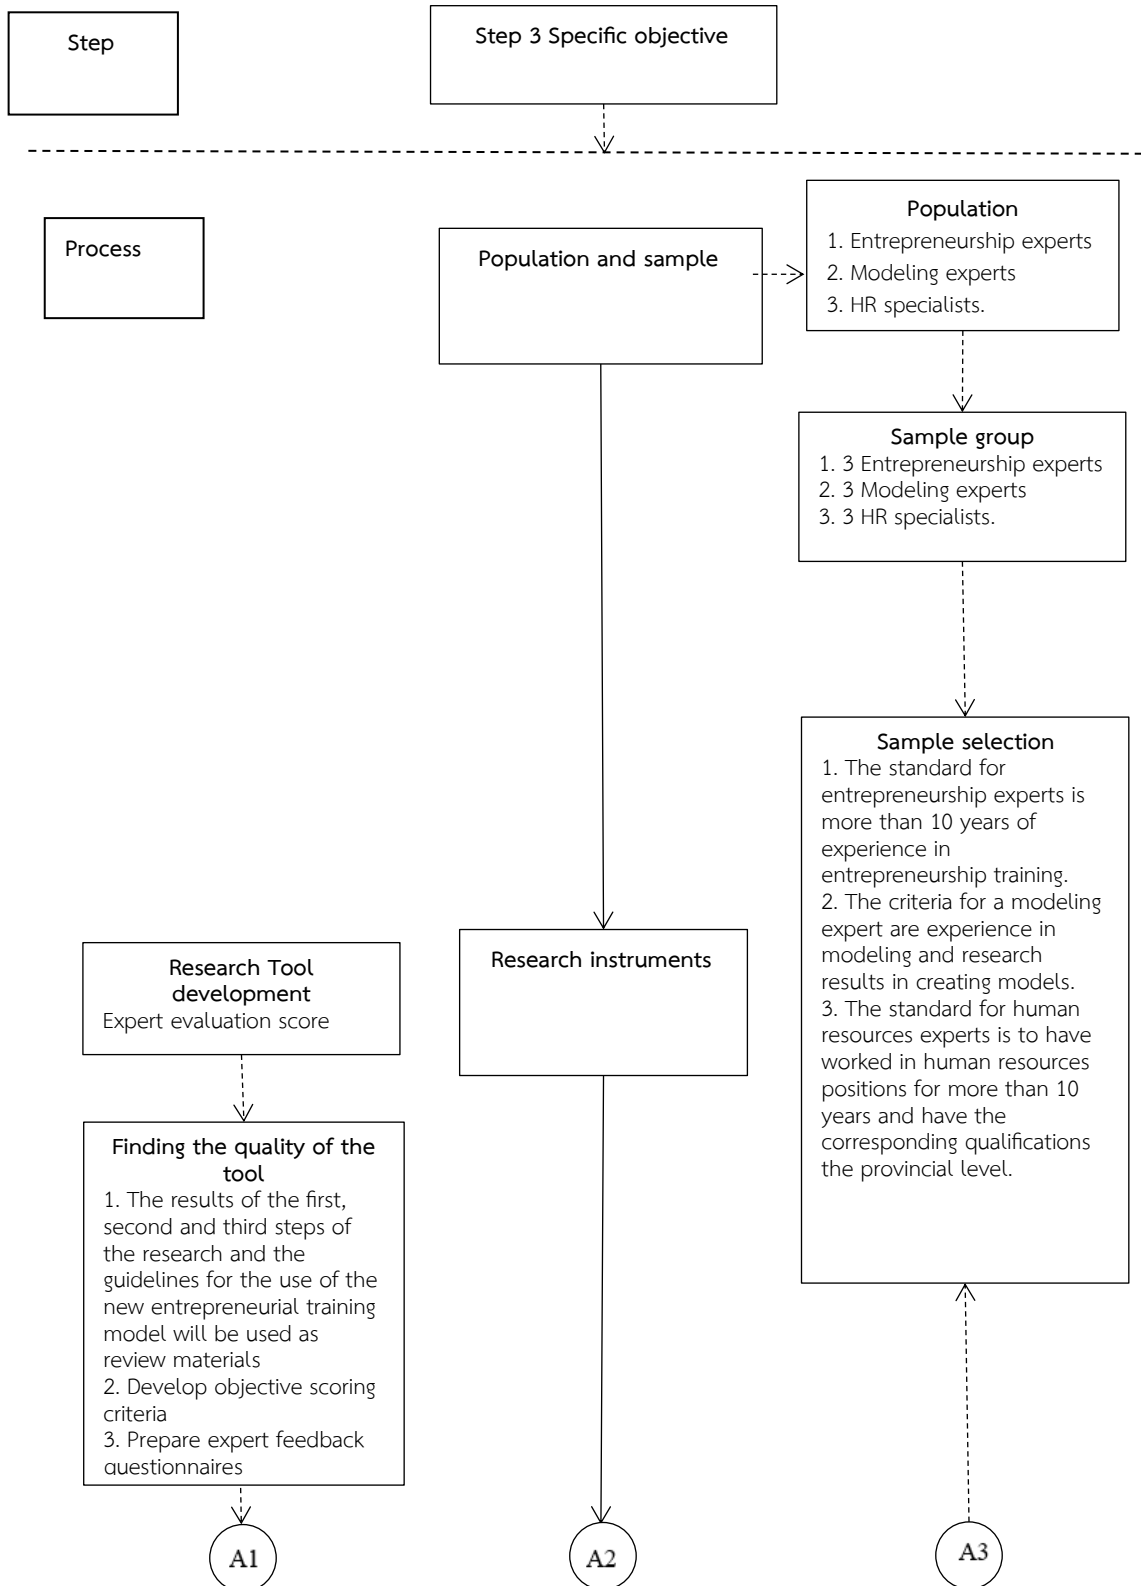 Step
Step 3 Specific objective
Process
Population and sample
Population
1. Entrepreneurship experts
2. Modeling experts
3. HR specialists.
Sample group
1. 3 Entrepreneurship experts
2. 3 Modeling experts
3. 3 HR specialists.
Sample selection
1. The standard for
entrepreneurship experts is
more than 10 years of
experience in
entrepreneurship training.
2. The criteria for a modeling
expert are experience in
modeling and research
results in creating models.
3. The standard for human
resources experts is to have
worked in human resources
positions for more than 10
years and have the
corresponding qualifications
the provincial level.
Research Tool
development
Expert evaluation score
Research instruments
Finding the quality of the
tool
1. The results of the first,
second and third steps of
the research and the
guidelines for the use of the
new entrepreneurial training
model will be used as
review materials
2. Develop objective scoring
criteria
3. Prepare expert feedback
questionnaires
A1
A2
A3